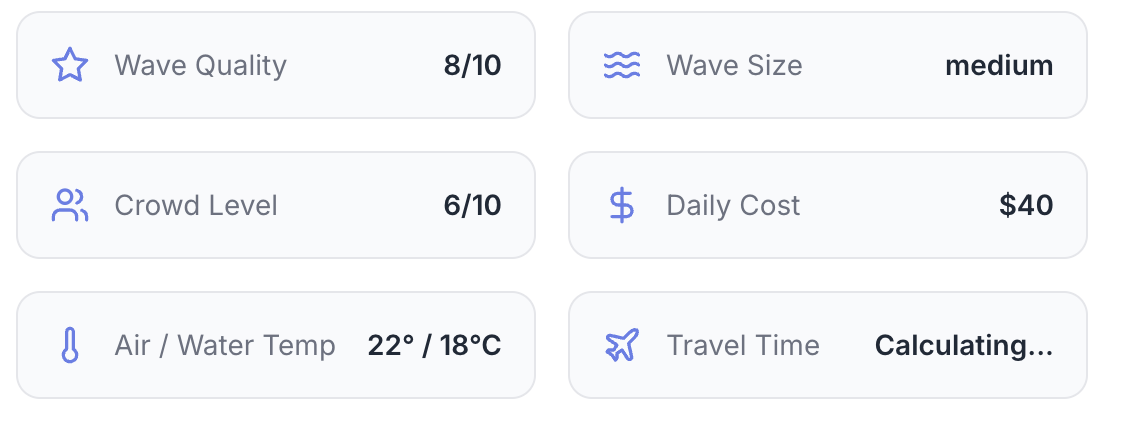 Wave Quality 8/10
Wave Size medium
Crowd Level 6/10
Daily Cost $40
Air / Water Temp 22° / 18°C
Travel Time Calculating...